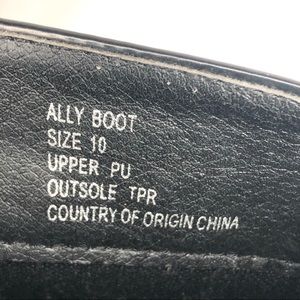 ALLY BOOT
SIZE 10
UPPER PU
OUTSOLE TPR
COUNTRY OF ORIGIN CHINA